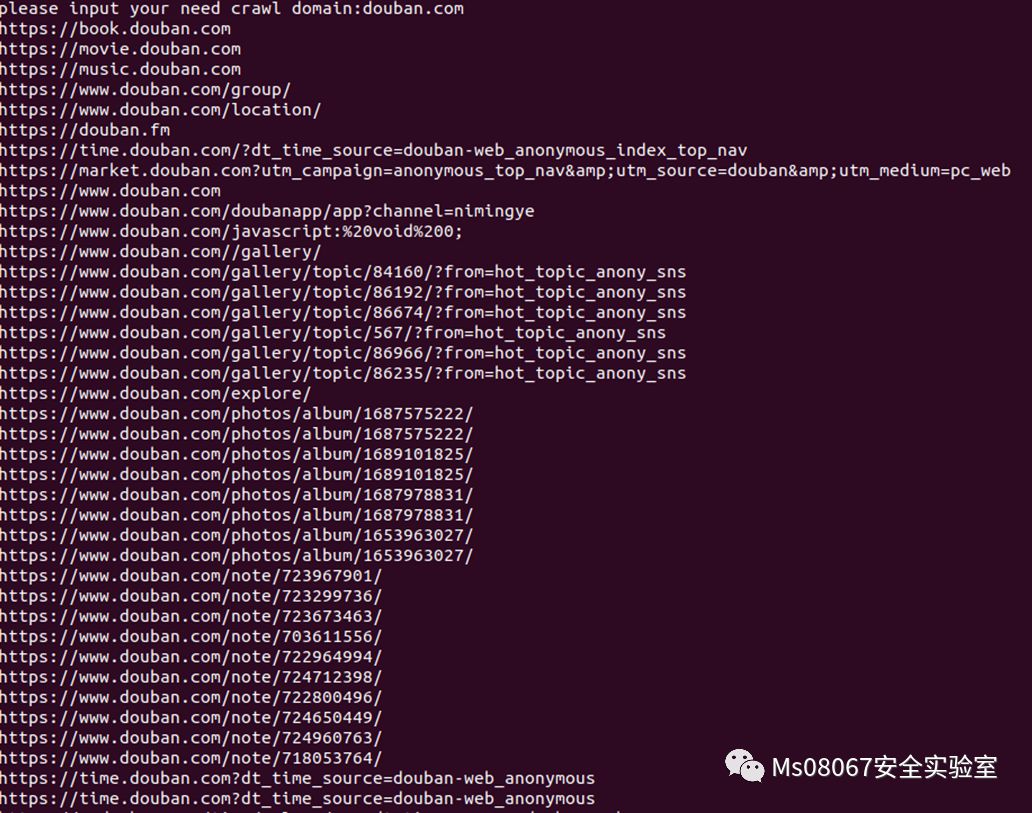 please input your need crawl domain:douban.com
https://book.douban.com
https://movie.douban.com
https://music.douban.com
https://www.douban.com/group/
https://www.douban.com/location/
https://douban.fm
https://time.douban.com/?dt_time_source=douban-web_anonymous_index_top_nav
https://market.douban.com?utm_campaign=anonymous_top_nav&amp;utm_source=douban&amp;utm_medium=pc_web
https://www.douban.com
https://www.douban.com/doubanapp/app?channel=nimingye
https://www.douban.com/javascript:%20void%200;
https://www.douban.com//gallery/
https://www.douban.com/gallery/topic/84160/?from=hot_topic_anony_sns
https://www.douban.com/gallery/topic/86192/?from=hot_topic_anony_sns
https://www.douban.com/gallery/topic/86674/?from=hot_topic_anony_sns
https://www.douban.com/gallery/topic/567/?from=hot_topic_anony_sns
https://www.douban.com/gallery/topic/86966/?from=hot_topic_anony_sns
https://www.douban.com/gallery/topic/86235/?from=hot_topic_anony_sns
https://www.douban.com/explore/
https://www.douban.com/photos/album/1687575222/
https://www.douban.com/photos/album/1687575222/
https://www.douban.com/photos/album/1689101825/
https://www.douban.com/photos/album/1689101825/
https://www.douban.com/photos/album/1687978831/
https://www.douban.com/photos/album/1687978831/
https://www.douban.com/photos/album/1653963027/
https://www.douban.com/photos/album/1653963027/
https://www.douban.com/note/723967901/
https://www.douban.com/note/723299736/
https://www.douban.com/note/723673463/
https://www.douban.com/note/703611556/
https://www.douban.com/note/722964994/
https://www.douban.com/note/724712398/
https://www.douban.com/note/722800496/
https://www.douban.com/note/724650449/
https://www.douban.com/note/724960763/
https://www.douban.com/note/718053764/
https://time.douban.com?dt_time_source=douban-web_anonymous
https://time.douban.com?dt_time_source=douban-web_anonymous
Ms08067安全实验室